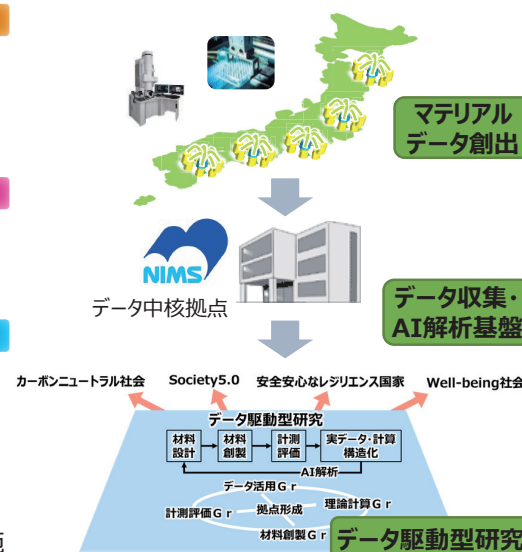 マテリアル
データ創出
NIMS
データ中核拠点
データ収集・
AI解析基盤
カーボンニュートラル社会 Society5.0 安全安心なレジリエンス国家 Well-being社会
データ駆動型研究
材料
設計
材料
創製
計測
評価
実データ・計算
構造化
AI解析
データ活用Gr
計測評価Gr
拠点形成
理論計算Gr
材料創製Gr
データ駆動型研究